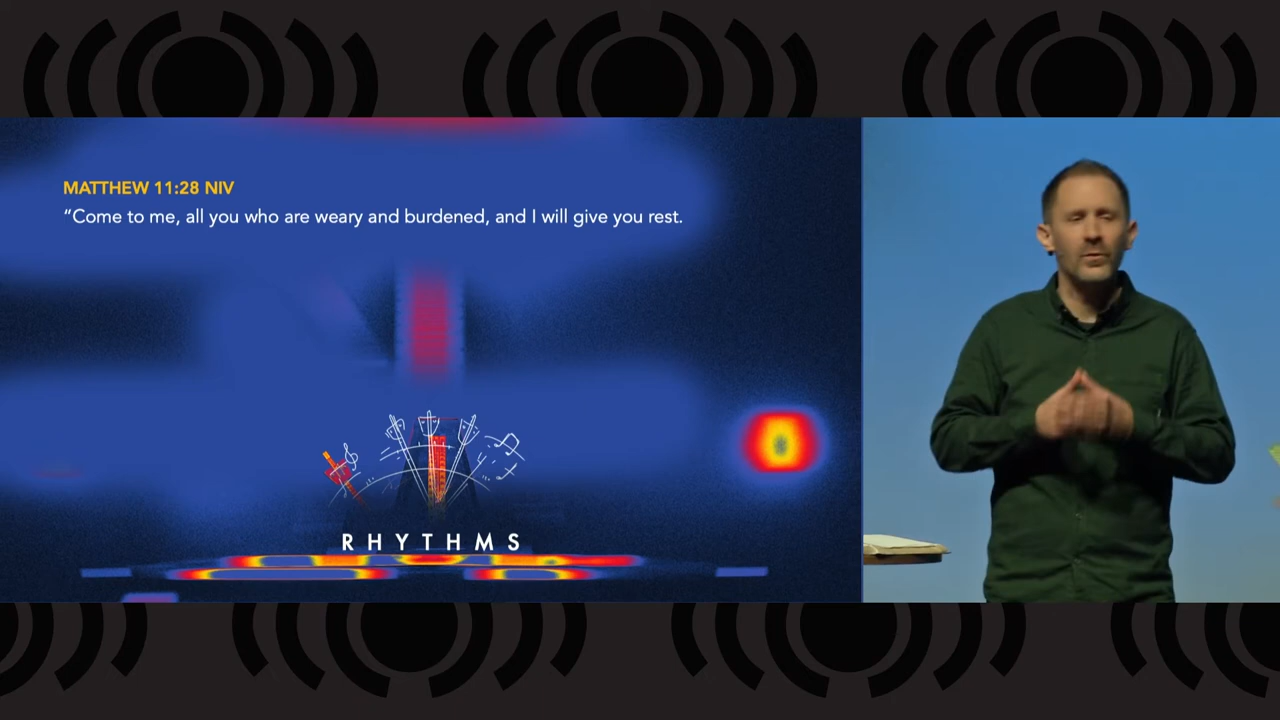 MATTHEW 11:28 NIV
“Come to me, all you who are weary and burdened, and I will give you rest.
RHYTHMS